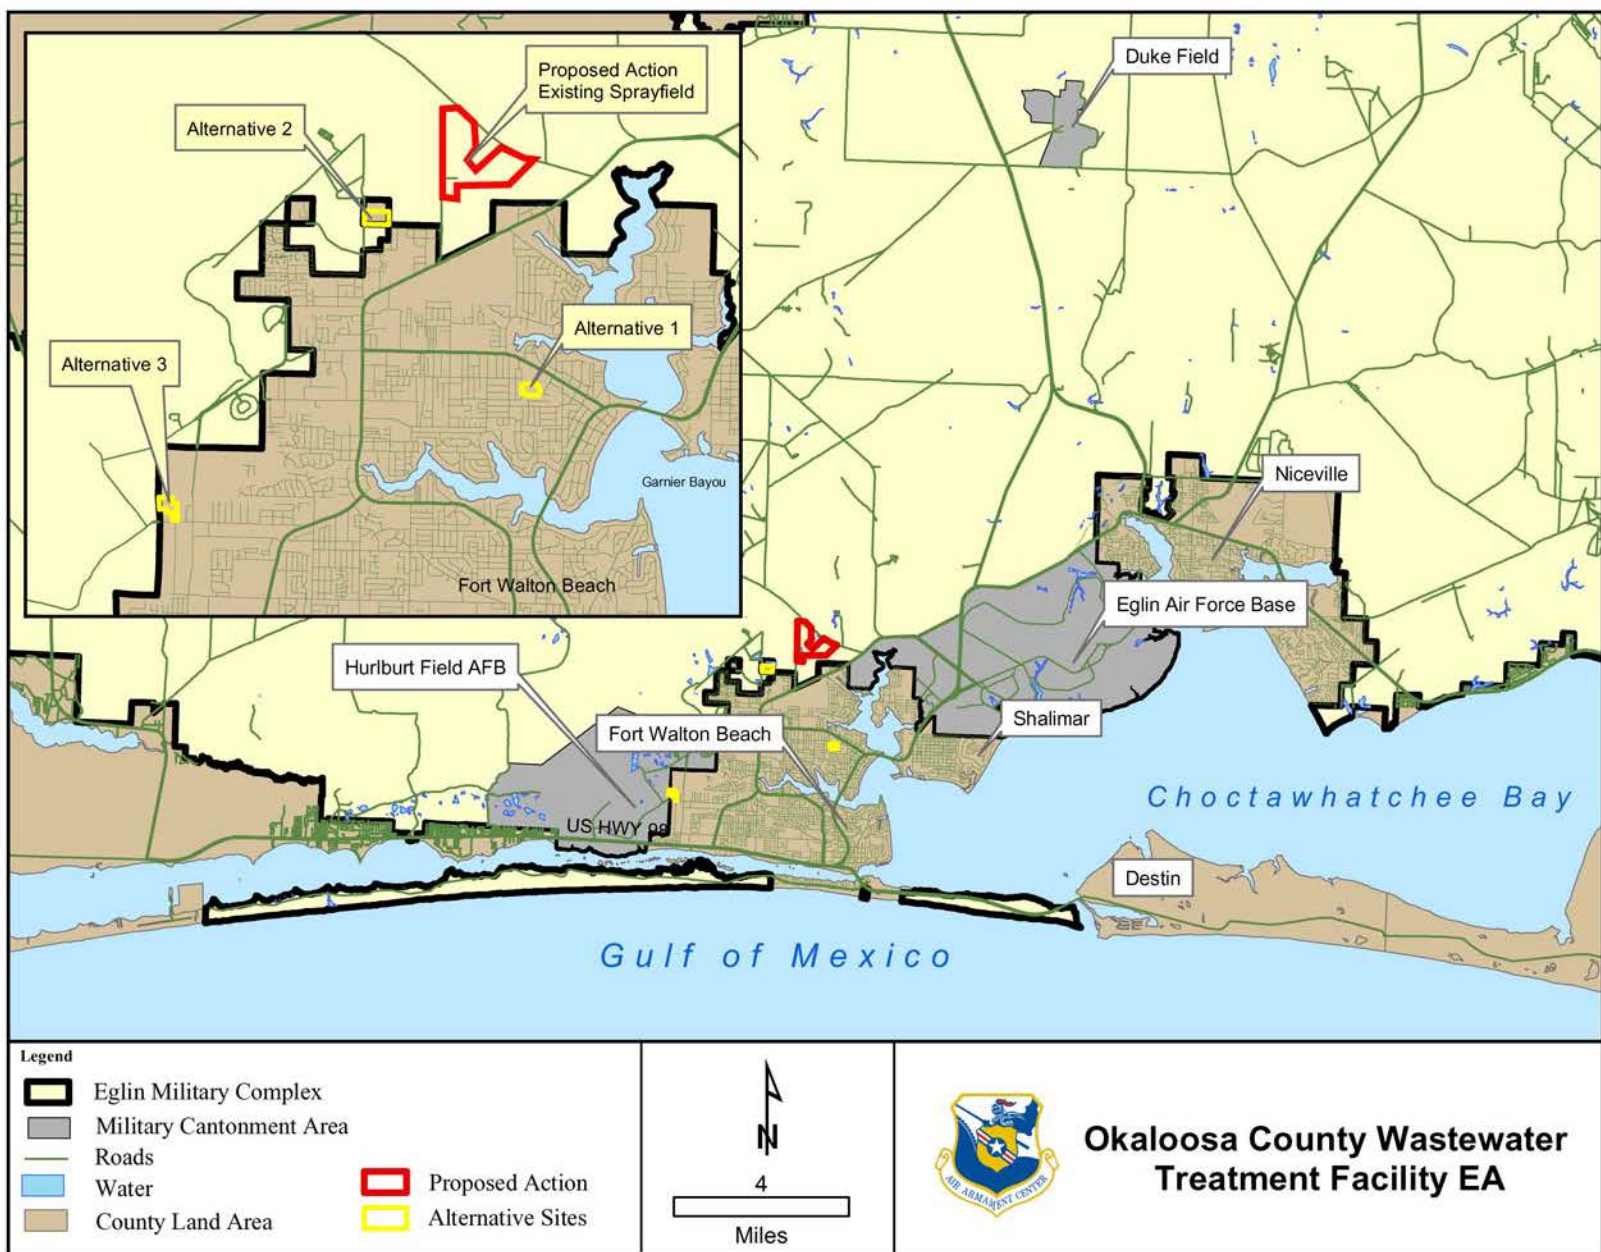 Proposed Action
Existing Sprayfield
Alternative 2
Alternative 1
Alternative 3
Garnier Bayou
Fort Walton Beach
Duke Field
Niceville
Eglin Air Force Base
Hurlburt Field AFB
Fort Walton Beach
Shalimar
US HWY 98
Choctawhatchee Bay
Destin
Gulf of Mexico
Legend
Eglin Military Complex
Military Cantonment Area
Roads
Water
County Land Area
Proposed Action
Alternative Sites
N
4
Miles
AIR ARMAMENT CENTER
Okaloosa County Wastewater
Treatment Facility EA